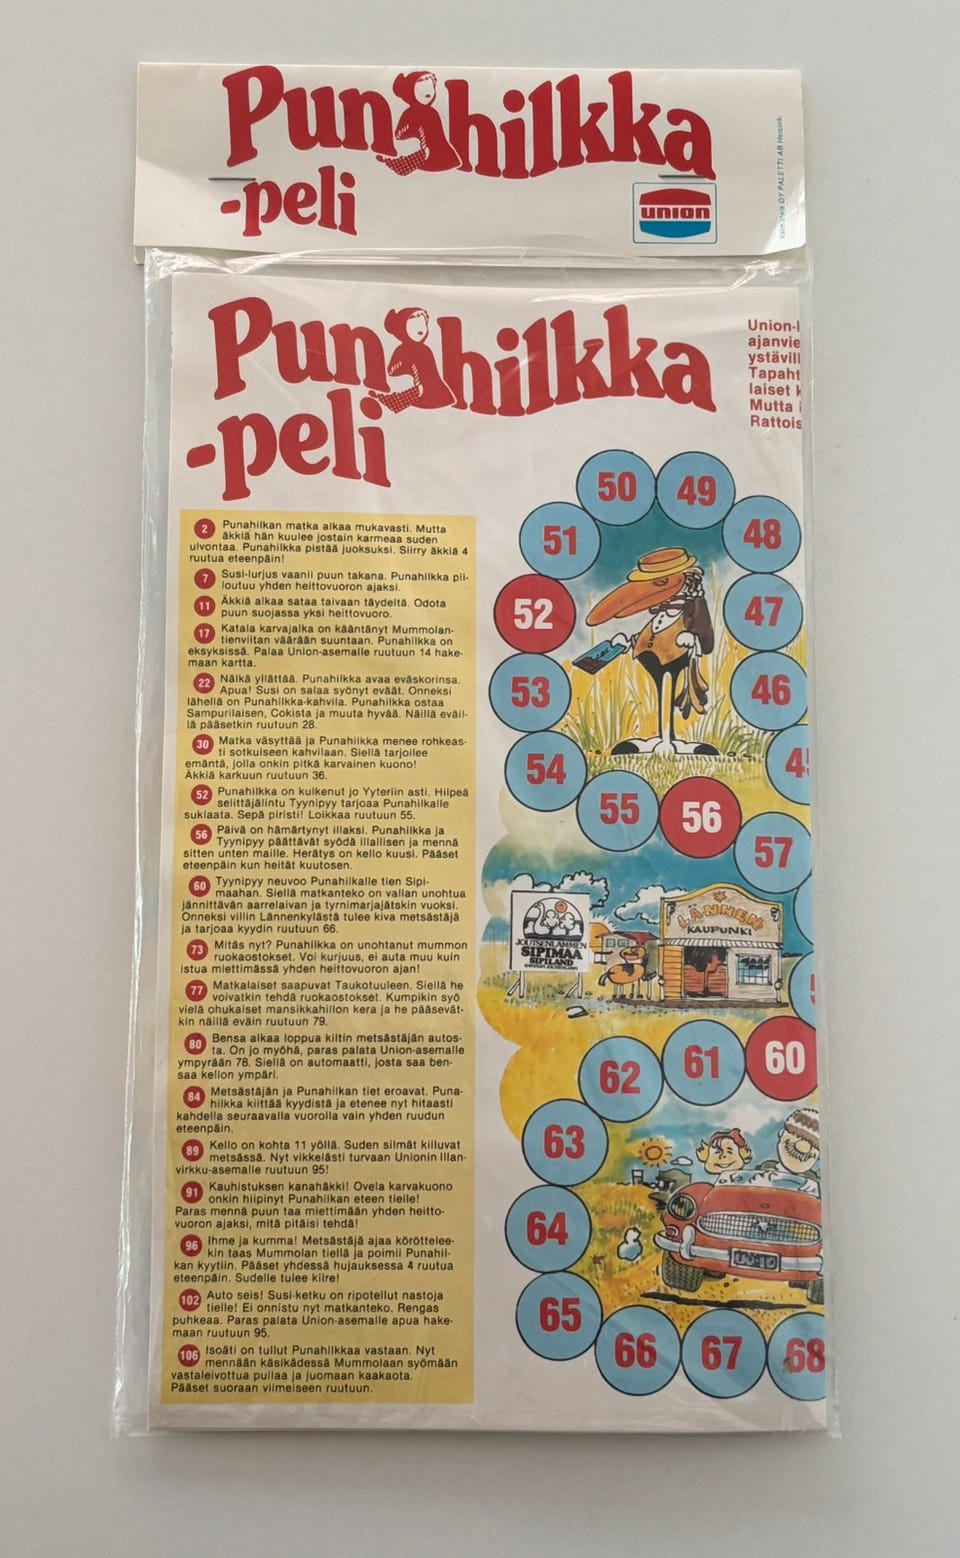 Punahilkka
-peli
union
Valmistaja OY PALETTI AB Helsinki
Punahilkka
-peli
Union-
ajanvie
ystävill
Tapaht
laiset k
Mutta i
Rattois
2 Punahilkan matka alkaa mukavasti. Mutta
äkkiä hän kuulee jostain karmeaa suden
ulvontaa. Punahilkka pistää juoksuksi. Siirry äkkiä 4
ruutua eteenpäin!
7 Susi-lurjus vaanii puun takana. Punahilkka pii-
loutuu yhden heittovuoron ajaksi.
11 Äkkiä alkaa sataa taivaan täydeltä. Odota
puun suojassa yksi heittovuoro.
17 Katala karvajalka on kääntänyt Mummolan-
tienviitan väärään suuntaan. Punahilkka on
eksyksissä. Palaa Union-asemalle ruutuun 14 hake-
maan kartta.
22 Nälkä yllättää. Punahilkka avaa eväskorinsa.
Apua! Susi on salaa syönyt eväät. Onneksi
lähellä on Punahilkka-kahvila. Punahilkka ostaa
Sampurilaisen, Cokista ja muuta hyvää. Näillä eväil-
lä pääsetkin ruutuun 28.
30 Matka väsyttää ja Punahilkka menee rohkeas-
ti sotkuiseen kahvilaan. Siellä tarjoilee
emäntä, jolla onkin pitkä karvainen kuono!
Äkkiä karkuun ruutuun 36.
52 Punahilkka on kulkenut jo Yyteriin asti. Hilpeä
selittäjälintu Tyynipyy tarjoaa Punahilkalle
suklaata. Sepä piristi! Loikkaa ruutuun 55.
56 Päivä on hämärtynyt illaksi. Punahilkka ja
Tyynipyy päättävät syödä illallisen ja mennä
sitten unten maille. Herätys on kello kuusi. Pääset
eteenpäin kun heität kuutosen.
60 Tyynipyy neuvoo Punahilkalle tien Sipi-
maahan. Siellä matkanteko on vallan unohtua
jännittävän aarrelaivan ja tyrnimarjajätskin vuoksi.
Onneksi villin Lännenkylästä tulee kiva metsästäjä
ja tarjoaa kyydin ruutuun 66.
73 Mitäs nyt? Punahilkka on unohtanut mummon
ruokaostokset. Voi kurjuus, ei auta muu kuin
istua miettimässä yhden heittovuoron ajan!
77 Matkalaiset saapuvat Taukotuuleen. Siellä he
voivatkin tehdä ruokaostokset. Kumpikin syö
vielä ohukaiset mansikkahillon kera ja he pääsevät-
kin näillä eväin ruutuun 79.
80 Bensa alkaa loppua kiltin metsästäjän autos-
ta. On jo myöhä, paras palata Union-asemalle
ympyrään 78. Siellä on automaatti, josta saa ben-
saa kellon ympäri.
84 Metsästäjän ja Punahilkan tiet eroavat. Puna-
hilkka kiittää kyydistä ja etenee nyt hitaasti
kahdella seuraavalla vuorolla vain yhden ruudun
eteenpäin.
89 Kello on kohta 11 yöllä. Suden silmät kiiluvat
metsässä. Nyt vikkelästi turvaan Unionin Illan-
virkku-asemalle ruutuun 95!
91 Kauhistuksen kanahäkki! Ovela karvakuono
onkin hiipinyt Punahilkan eteen tielle!
Paras mennä puun taa miettimään yhden heitto-
vuoron ajaksi, mitä pitäisi tehdä!
96 Ihme ja kumma! Metsästäjä ajaa körötellee-
kin taas Mummolan tiellä ja poimii Punahil-
kan kyytiin. Pääset yhdessä hujauksessa 4 ruutua
eteenpäin. Sudelle tulee kiire!
102 Auto seis! Susi-ketku on ripotellut nastoja
tielle! Ei onnistu nyt matkanteko. Rengas
puhkeaa. Paras palata Union-asemalle apua hake-
maan ruutuun 95.
106 Isoäti on tullut Punahilkkaa vastaan. Nyt
mennään käsikädessä Mummolaan syömään
vastaleivottua pullaa ja juomaan kaakaota.
Pääset suoraan viimeiseen ruutuun.
50 49
51 48
52 47
53 46
54 45
55 56 57
JOUTSENLAMMEN
SIPIMAA
SIPILAND
LÄNNEN
KAUPUNKI
5
62 61 60
63
64
UÖ-10
65
66 67 68